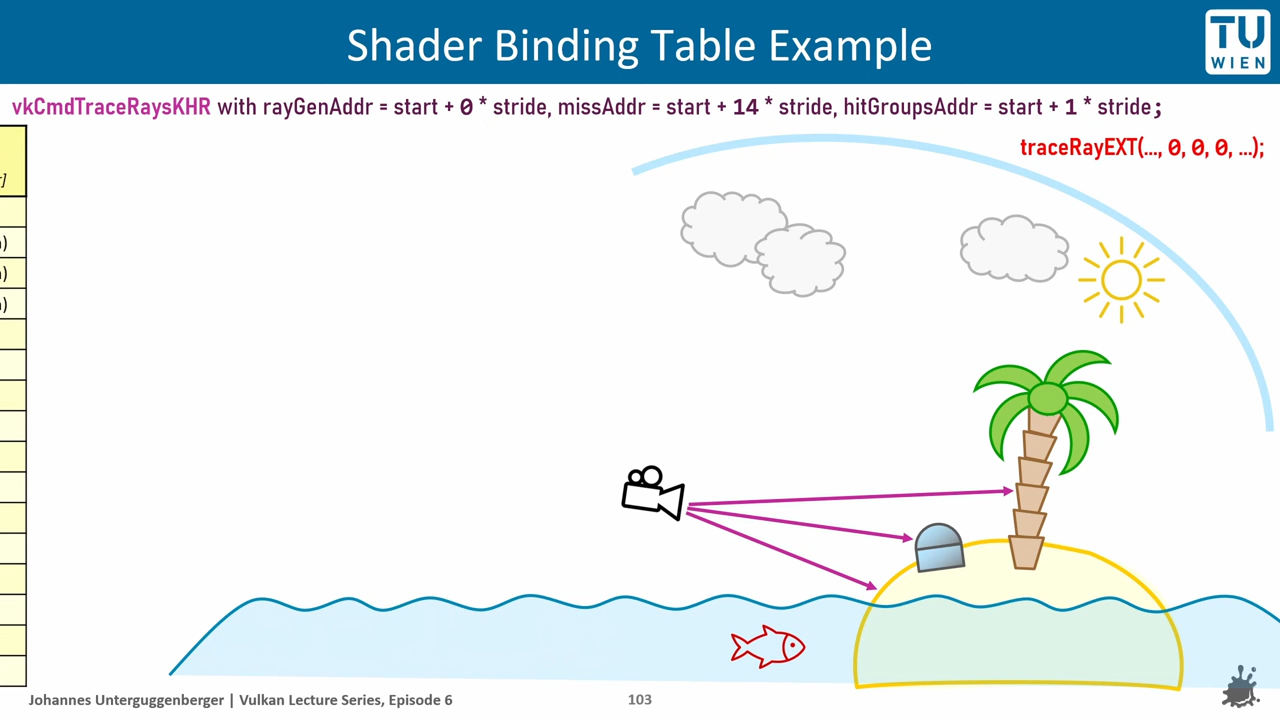 Shader Binding Table Example
TU
WIEN
vkCmdTraceRaysKHR with rayGenAddr = start + 0 * stride, missAddr = start + 14 * stride, hitGroupsAddr = start + 1 * stride;
traceRayEXT(..., 0, 0, 0, ...);
Johannes Unterguggenberger | Vulkan Lecture Series, Episode 6
103